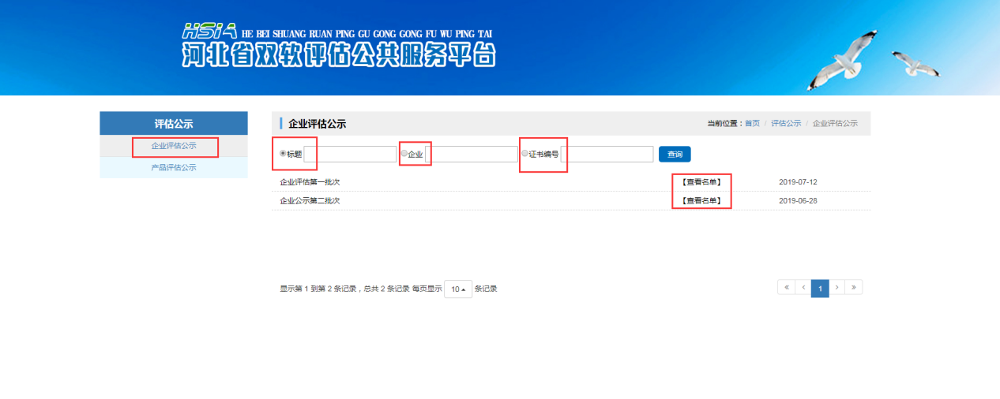 HSIA HE BEI SHUANG RUAN PING GU GONG GONG FU WU PING TAI
河北省双软评估公共服务平台
评估公示
企业评估公示
产品评估公示
企业评估公示 当前位置：首页 / 评估公示 / 企业评估公示
标题 企业 证书编号 查询
企业评估第一批次 【查看名单】 2019-07-12
企业公示第二批次 【查看名单】 2019-06-28
显示第 1 到第 2 条记录，总共 2 条记录 每页显示 10 条记录 « ‹ 1 › »